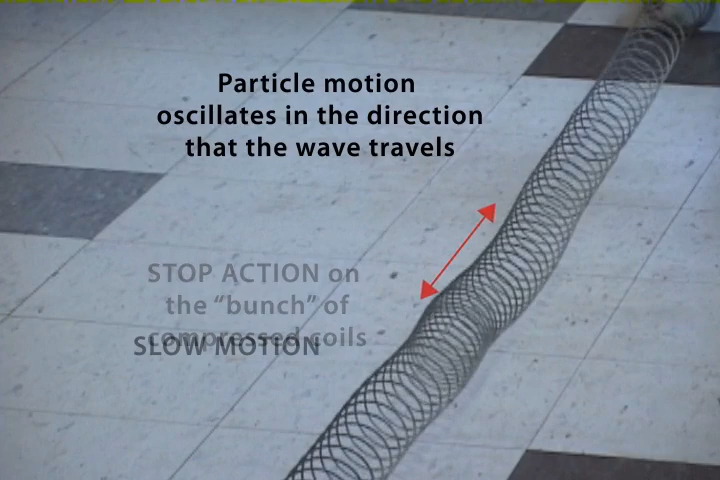 Particle motion
oscillates in the direction
that the wave travels
STOP ACTION on
the “bunch” of
compressed coils
SLOW MOTION